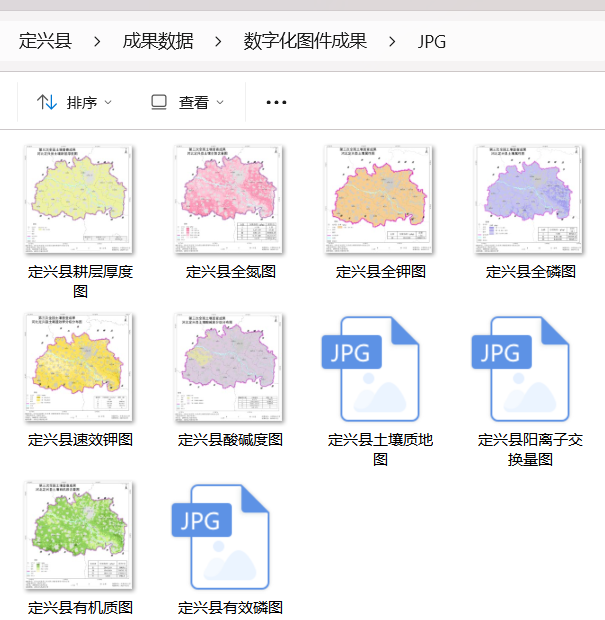 定兴县 > 成果数据 > 数字化图件成果 > JPG
排序 查看 •••
定兴县耕层厚度
图
定兴县全氮图
定兴县全钾图
定兴县全磷图
定兴县速效钾图
定兴县酸碱度图
JPG
定兴县土壤质地
图
JPG
定兴县阳离子交
换量图
定兴县有机质图
JPG
定兴县有效磷图